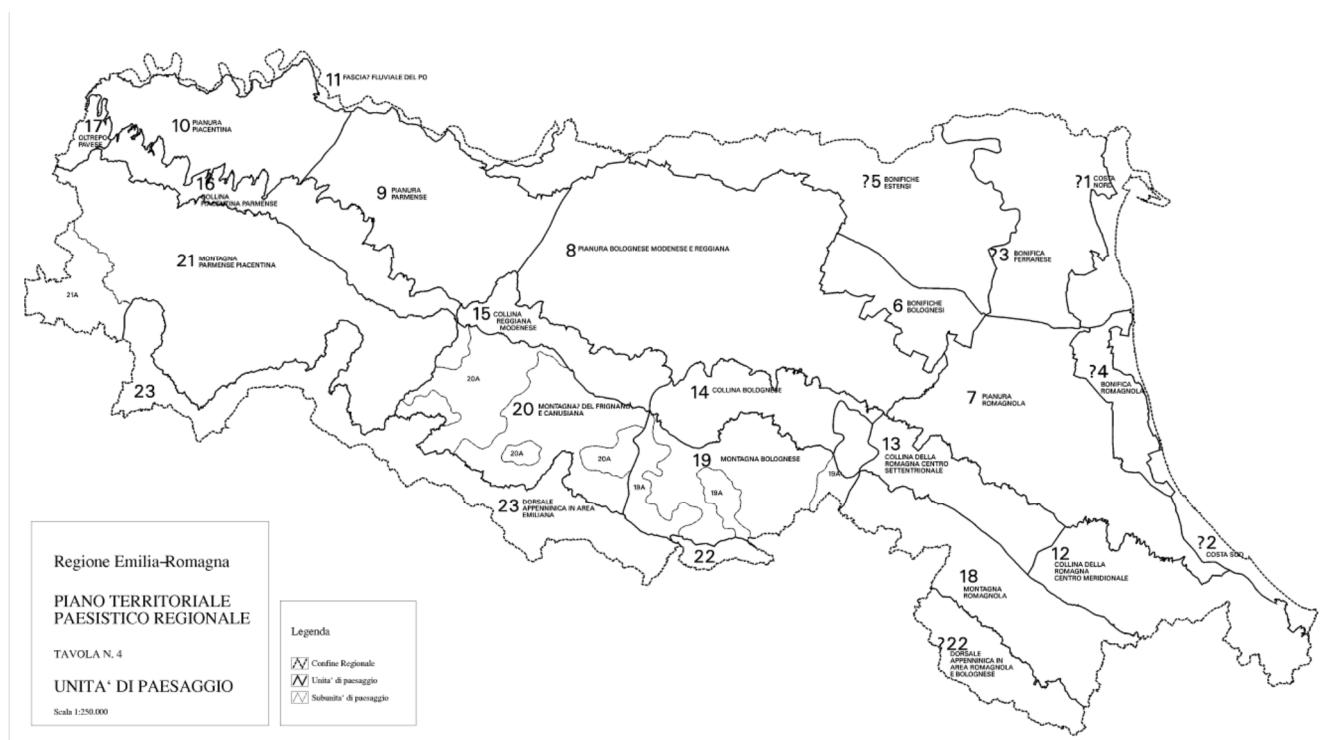 11 FASCIA? FLUVIALE DEL PO
10 PIANURA
PIACENTINA
17
OLTREPO
PAVESE
16
COLLINA
PIACENTINA PARMENSE
9 PIANURA
PARMENSE
?5 BONIFICHE
ESTENSI
?1 COSTA
NORD
8 PIANURA BOLOGNESE MODENESE E REGGIANA
?3 BONIFICA
FERRARESE
21 MONTAGNA
PARMENSE PIACENTINA
21A
6 BONIFICHE
BOLOGNESI
15 COLLINA
REGGIANA
MODENESE
23
20A
14 COLLINA BOLOGNESE
?4
BONIFICA
ROMAGNOLA
7 PIANURA
ROMAGNOLA
20 MONTAGNA? DEL FRIGNANO
E CANUSIANA
20A
20A
19 MONTAGNA BOLOGNESE
19A
19A
19A
13
COLLINA DELLA
ROMAGNA CENTRO
SETTENTRIONALE
23 DORSALE
APPENNINICA IN AREA
EMILIANA
22
?2
COSTA SUD
12
COLLINA DELLA
ROMAGNA
CENTRO MERIDIONALE
18
MONTAGNA
ROMAGNOLA
?22
DORSALE
APPENNINICA IN
AREA ROMAGNOLA
E BOLOGNESE
Regione Emilia-Romagna
PIANO TERRITORIALE
PAESISTICO REGIONALE
TAVOLA N. 4
UNITA‘ DI PAESAGGIO
Scala 1:250.000
Legenda
Confine Regionale
Unita‘ di paesaggio
Subunita‘ di paesaggio